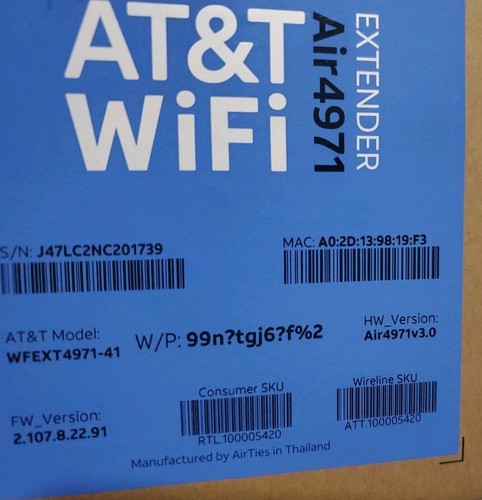 AT&T
WiFi
Air4971
EXTENDER
S/N: J47LC2NC201739
MAC: A0:2D:13:98:19:F3
AT&T Model:
WFEXT4971-41
W/P: 99n?tgj6?f%2
HW_Version:
Air4971v3.0
FW_Version:
2.107.8.22.91
Consumer SKU
RTL.100005420
Wireline SKU
ATT.100005420
Manufactured by AirTies in Thailand